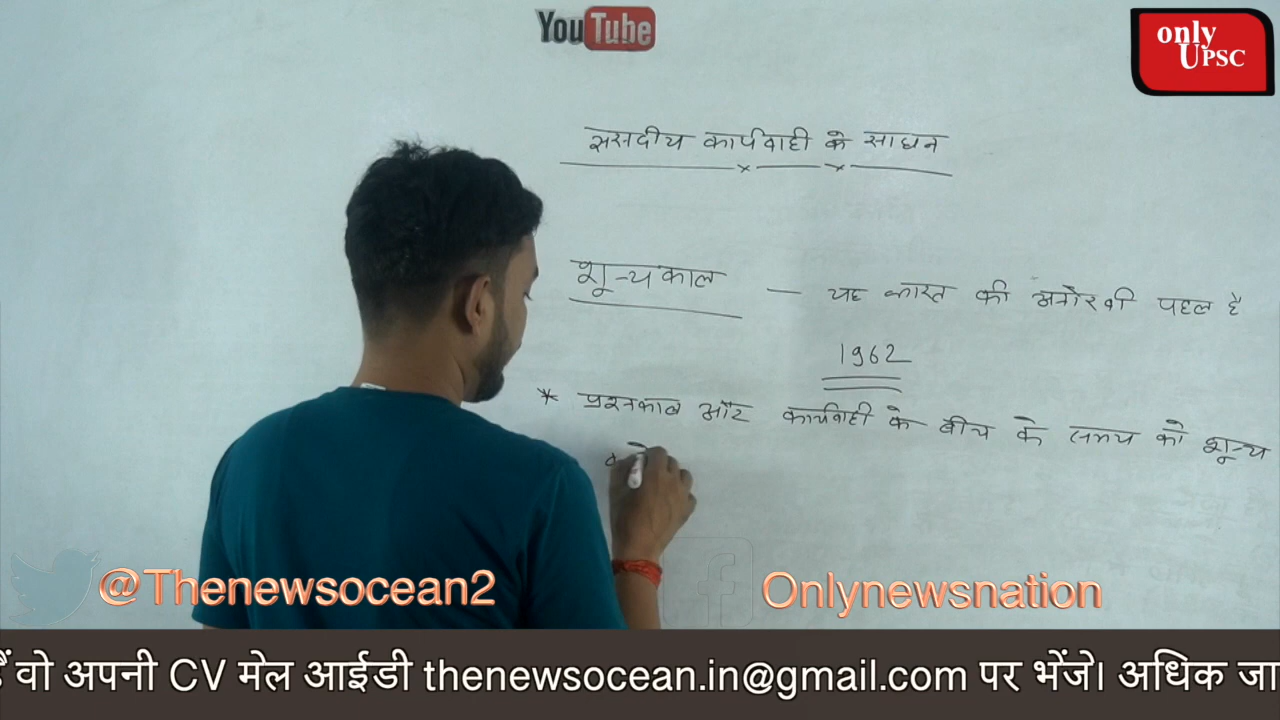 YouTube
only
UPSC
ससदीय कार्यवाही के साधन
शून्यकाल — यह भारत की अनोखी पहल है
1962
* प्रश्नकाल और कार्यवाही के बीच के समय को शून्य
@Thenewsocean2
Onlynewsnation
हैं वो अपनी CV मेल आईडी thenewsocean.in@gmail.com पर भेंजे। अधिक जा